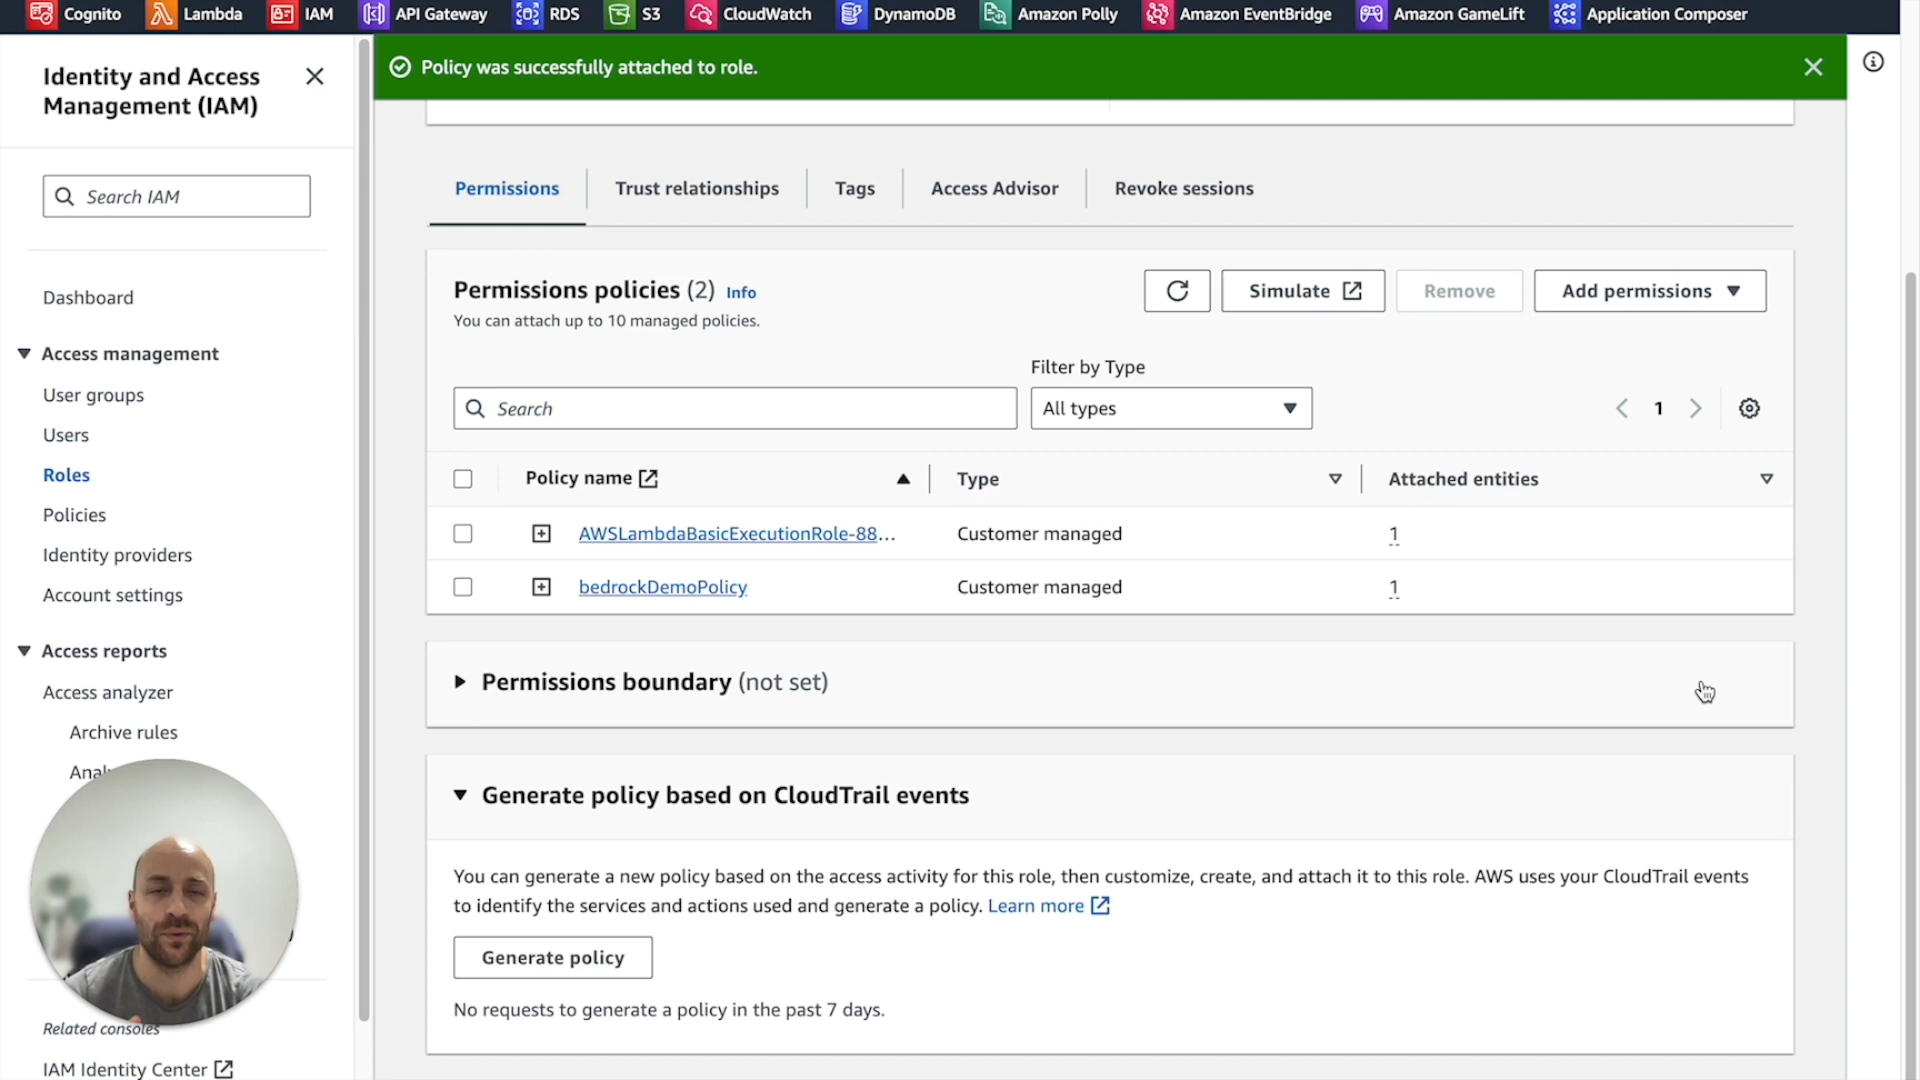 Cognito Lambda IAM API Gateway RDS S3 CloudWatch DynamoDB Amazon Polly Amazon EventBridge Amazon GameLift Application Composer
Identity and Access
Management (IAM)
Search IAM
Dashboard
Access management
User groups
Users
Roles
Policies
Identity providers
Account settings
Access reports
Access analyzer
Archive rules
Related consoles
IAM Identity Center
Policy was successfully attached to role.
Permissions Trust relationships Tags Access Advisor Revoke sessions
Permissions policies (2) Info
You can attach up to 10 managed policies.
Simulate Remove Add permissions
Filter by Type
Search All types 1
Policy name Type Attached entities
AWSLambdaBasicExecutionRole-88... Customer managed 1
bedrockDemoPolicy Customer managed 1
Permissions boundary (not set)
Generate policy based on CloudTrail events
You can generate a new policy based on the access activity for this role, then customize, create, and attach it to this role. AWS uses your CloudTrail events
to identify the services and actions used and generate a policy. Learn more
Generate policy
No requests to generate a policy in the past 7 days.